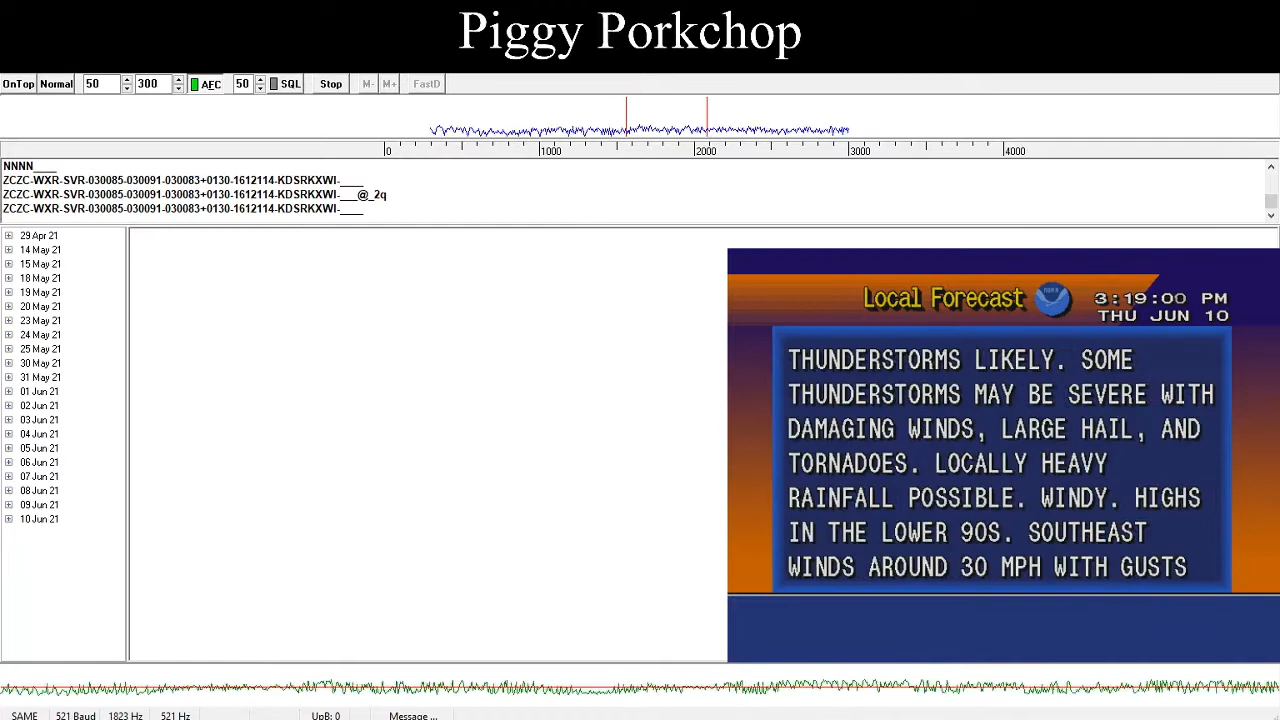 Piggy Porkchop
OnTop Normal 50 300 AFC 50 SQL Stop M- M+ FastD
0 1000 2000 3000 4000
NNNN____
ZCZC-WXR-SVR-030085-030091-030083+0130-1612114-KDSRKXWI-____
ZCZC-WXR-SVR-030085-030091-030083+0130-1612114-KDSRKXWI-___@_2q
ZCZC-WXR-SVR-030085-030091-030083+0130-1612114-KDSRKXWI-____
29 Apr 21
14 May 21
15 May 21
18 May 21
19 May 21
20 May 21
23 May 21
24 May 21
25 May 21
30 May 21
31 May 21
01 Jun 21
02 Jun 21
03 Jun 21
04 Jun 21
05 Jun 21
06 Jun 21
07 Jun 21
08 Jun 21
09 Jun 21
10 Jun 21
Local Forecast
3:19:00 PM
THU JUN 10
THUNDERSTORMS LIKELY. SOME
THUNDERSTORMS MAY BE SEVERE WITH
DAMAGING WINDS, LARGE HAIL, AND
TORNADOES. LOCALLY HEAVY
RAINFALL POSSIBLE. WINDY. HIGHS
IN THE LOWER 90S. SOUTHEAST
WINDS AROUND 30 MPH WITH GUSTS
SAME 521 Baud 1823 Hz 521 Hz UpB: 0 Message ...